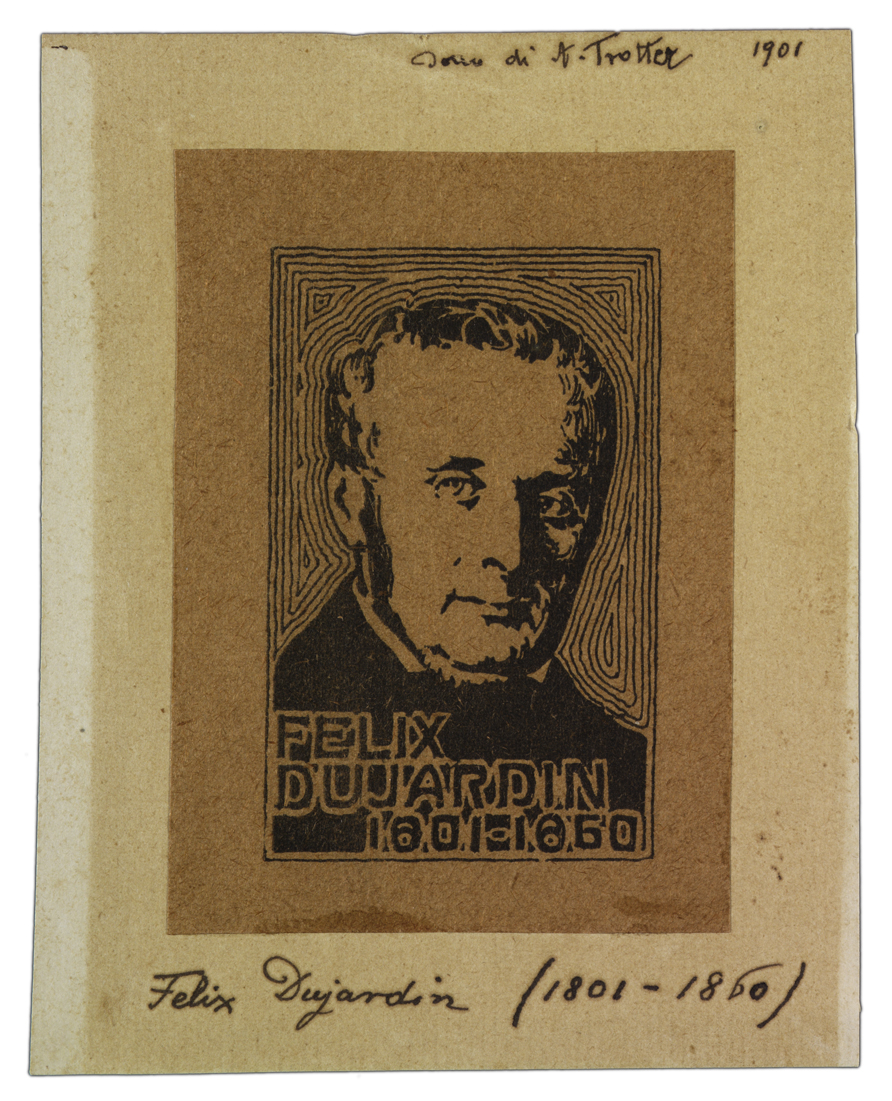 Dono di A. Trotter 1901
FELIX
DUJARDIN
1801-1860
Felix Dujardin (1801-1860)